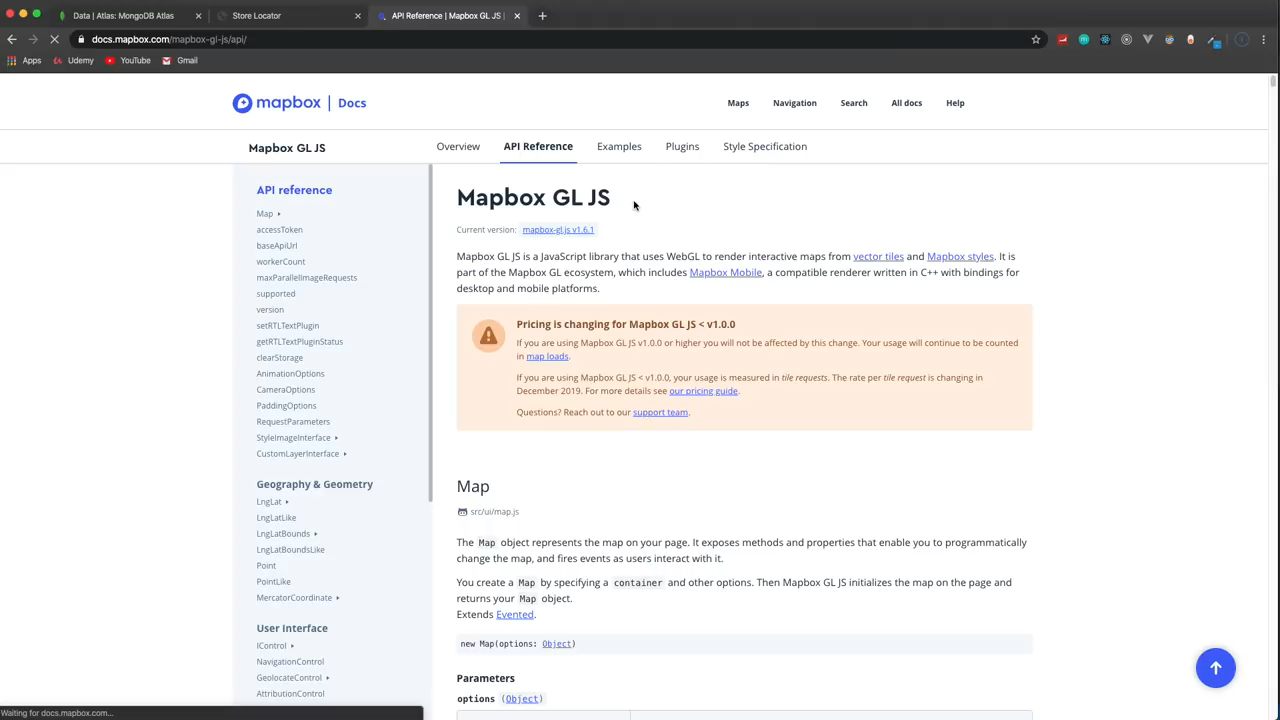 Data | Atlas: MongoDB Atlas
Store Locator
API Reference | Mapbox GL JS |
docs.mapbox.com/mapbox-gl-js/api/
Apps
Udemy
YouTube
Gmail
mapbox | Docs
Maps
Navigation
Search
All docs
Help
Mapbox GL JS
Overview
API Reference
Examples
Plugins
Style Specification
API reference
Map
accessToken
baseApiUrl
workerCount
maxParallelImageRequests
supported
version
setRTLTextPlugin
getRTLTextPluginStatus
clearStorage
AnimationOptions
CameraOptions
PaddingOptions
RequestParameters
StyleImageInterface
CustomLayerInterface
Geography & Geometry
LngLat
LngLatLike
LngLatBounds
LngLatBoundsLike
Point
PointLike
MercatorCoordinate
User Interface
IControl
NavigationControl
GeolocateControl
AttributionControl
Mapbox GL JS
Current version: mapbox-gl.js v1.6.1
Mapbox GL JS is a JavaScript library that uses WebGL to render interactive maps from vector tiles and Mapbox styles. It is
part of the Mapbox GL ecosystem, which includes Mapbox Mobile, a compatible renderer written in C++ with bindings for
desktop and mobile platforms.
Pricing is changing for Mapbox GL JS < v1.0.0
If you are using Mapbox GL JS v1.0.0 or higher you will not be affected by this change. Your usage will continue to be counted
in map loads.
If you are using Mapbox GL JS < v1.0.0, your usage is measured in tile requests. The rate per tile request is changing in
December 2019. For more details see our pricing guide.
Questions? Reach out to our support team.
Map
src/ui/map.js
The Map object represents the map on your page. It exposes methods and properties that enable you to programmatically
change the map, and fires events as users interact with it.
You create a Map by specifying a container and other options. Then Mapbox GL JS initializes the map on the page and
returns your Map object.
Extends Evented.
new Map(options: Object)
Parameters
options (Object)
Waiting for docs.mapbox.com...